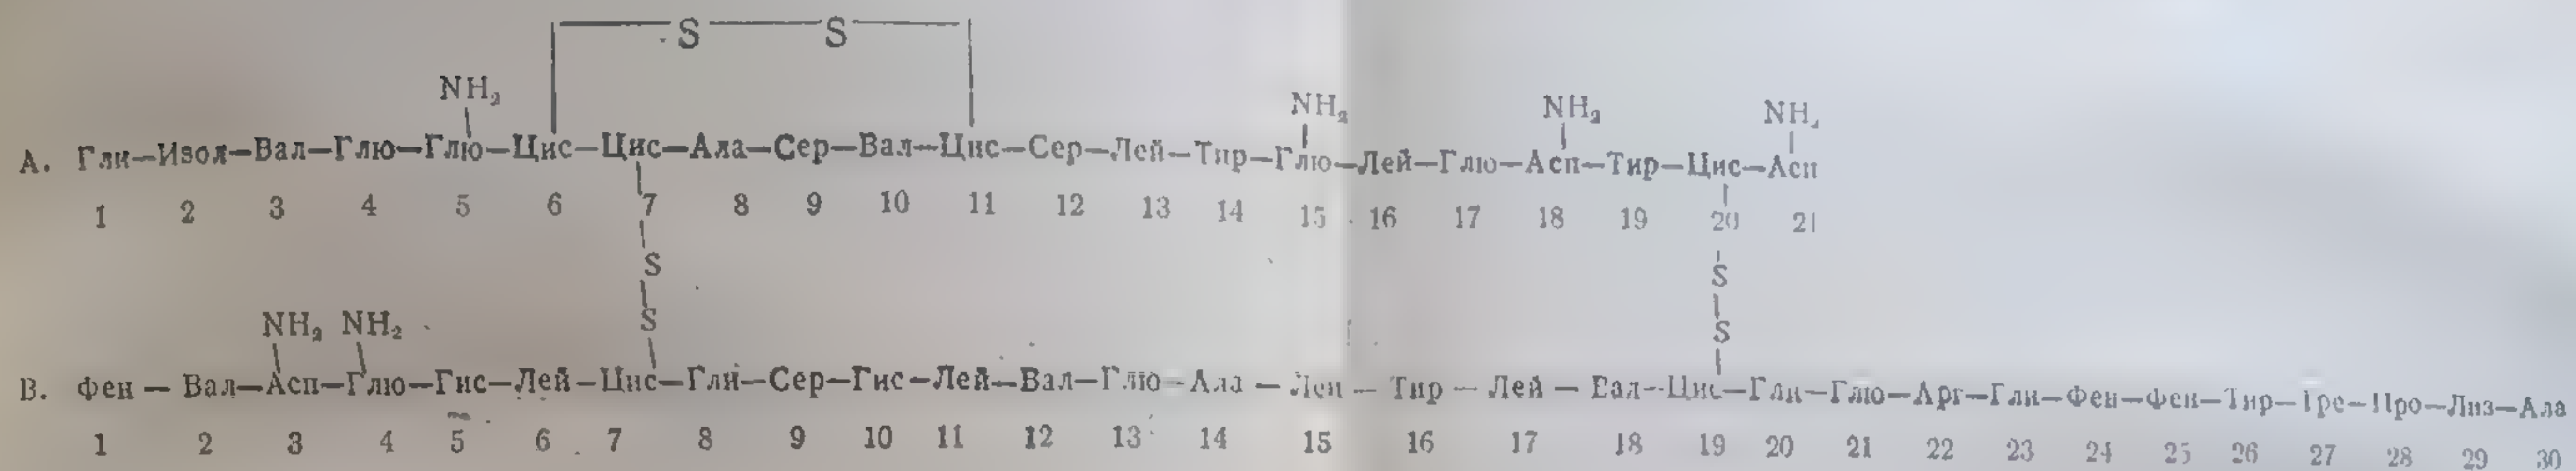 S S
NH₂ NH₂ NH₂ NH
А. Гли—Изол—Вал—Глю—Глю—Цис—Цис—Ала—Сер—Вал—Цис—Сер—Лей—Тир—Глю—Лей—Глю—Асп—Тир—Цис—Асп
1 2 3 4 5 6 7 8 9 10 11 12 13 14 15 16 17 18 19 20 21
S S
S S
NH₂ NH₂
В. Фен — Вал—Асп—Глю—Гис—Лей—Цис—Гли—Сер—Гис—Лей—Вал—Глю—Ала — Леи — Тир — Лей — Вал—Цис—Гли—Глю—Арг—Гли—Фен—Фен—Тир—Тре—Про—Лиз—Ала
1 2 3 4 5 6 7 8 9 10 11 12 13 14 15 16 17 18 19 20 21 22 23 24 25 26 27 28 29 30